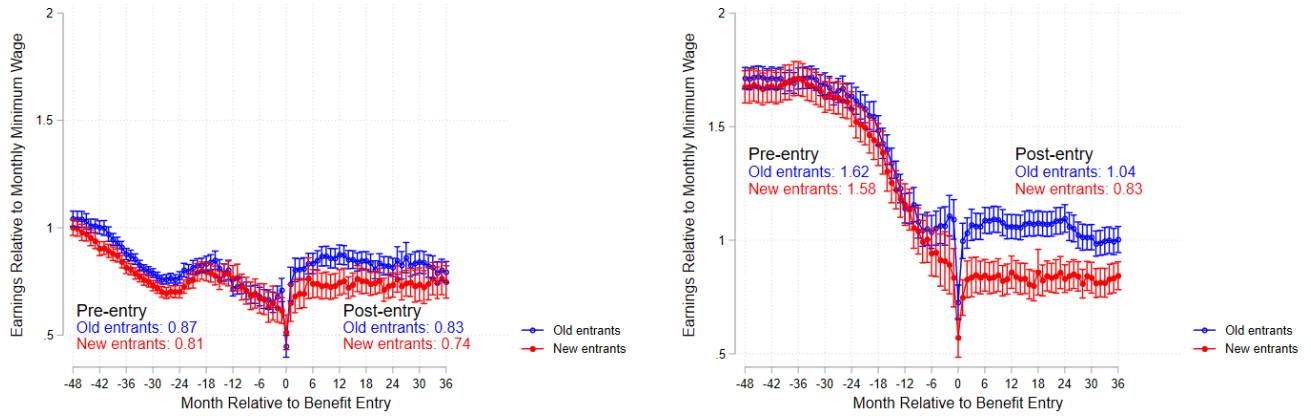 Earnings Relative to Monthly Minimum Wage
2
1.5
1
.5
Pre-entry
Old entrants: 0.87
New entrants: 0.81
Post-entry
Old entrants: 0.83
New entrants: 0.74
-48 -42 -36 -30 -24 -18 -12 -6 0 6 12 18 24 30 36
Month Relative to Benefit Entry
Old entrants
New entrants
Earnings Relative to Monthly Minimum Wage
2
1.5
1
.5
Pre-entry
Old entrants: 1.62
New entrants: 1.58
Post-entry
Old entrants: 1.04
New entrants: 0.83
-48 -42 -36 -30 -24 -18 -12 -6 0 6 12 18 24 30 36
Month Relative to Benefit Entry
Old entrants
New entrants